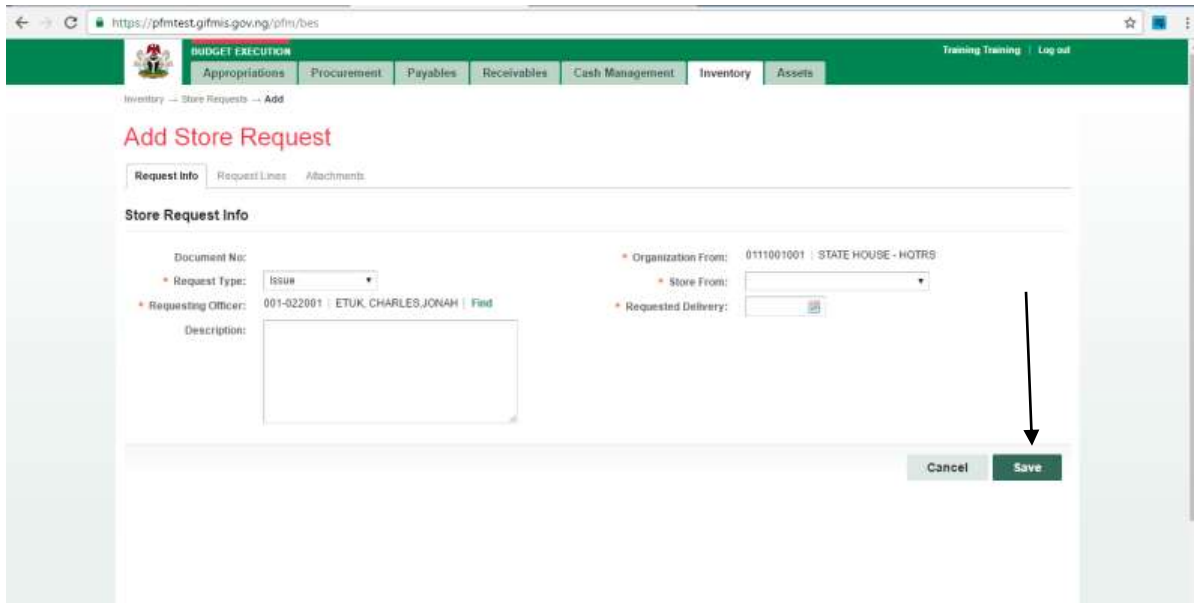 https://pfmtest.gifmis.gov.ng/pfm/bes
BUDGET EXECUTION
Training Training | Log out
Appropriations Procurement Payables Receivables Cash Management Inventory Assets
Inventory → Store Requests → Add
Add Store Request
Request Info Request Lines Attachments
Store Request Info
Document No:
* Organization From: 0111001001 | STATE HOUSE - HQTRS
* Request Type: Issue
* Store From:
* Requesting Officer: 001-022001 | ETUK, CHARLES,JONAH | Find
* Requested Delivery:
Description:
Cancel Save